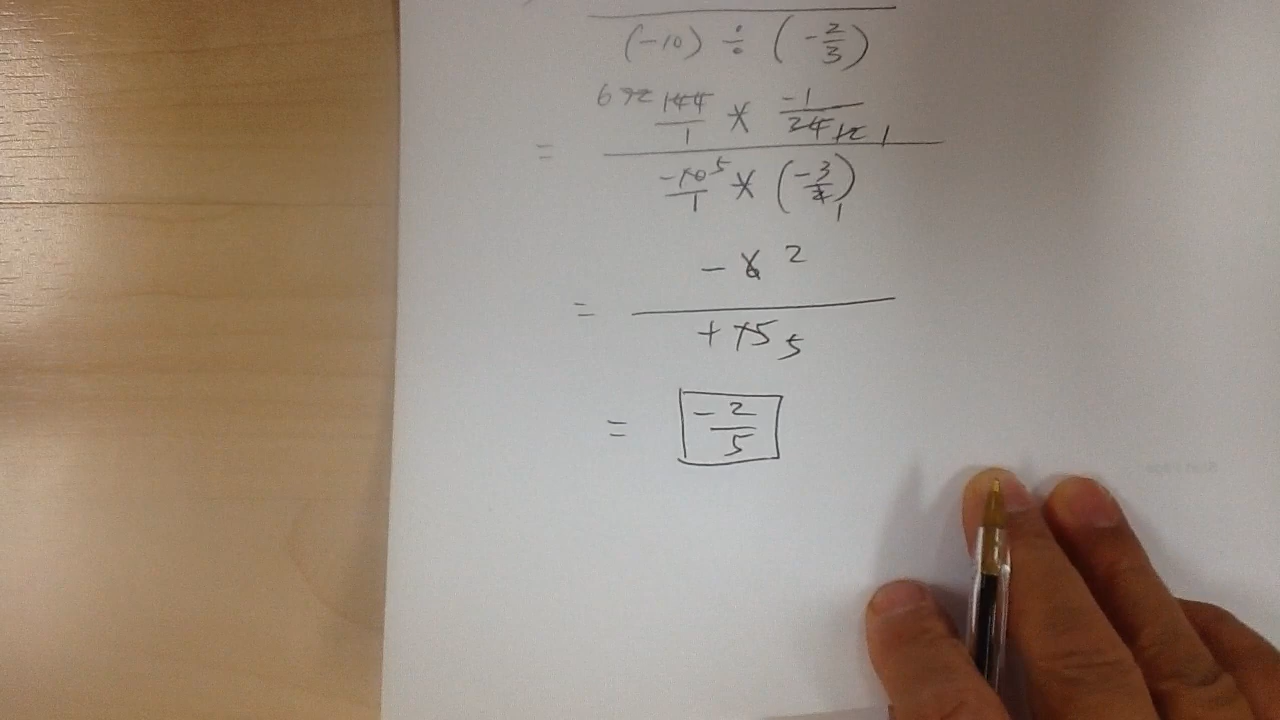 (-10) ÷ (-2/3)
= 6 72 144/1 * -1/24 12 1
-10 5/1 * (-3/2 1)
= -6 2
+15 5
= -2/5